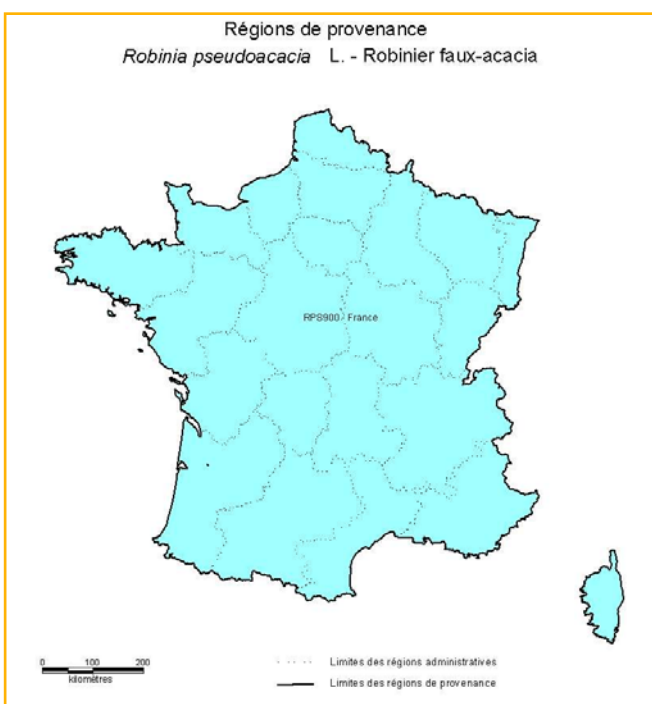 Régions de provenance
Robinia pseudoacacia L. - Robinier faux-acacia
RPS900 - France
0 100 200
kilomètres
Limites des régions administratives
Limites des régions de provenance